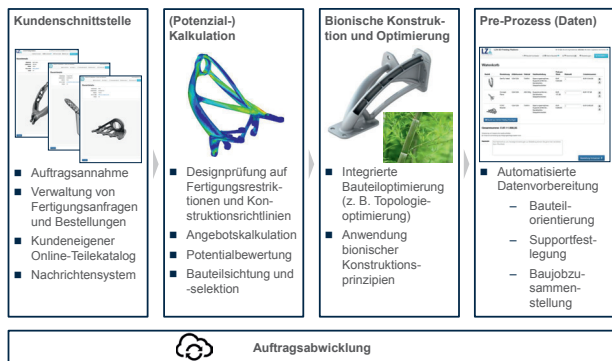 Kundenschnittstelle
Auftragsannahme
Verwaltung von
Fertigungsanfragen
und Bestellungen
Kundeneigener
Online-Teilekatalog
Nachrichtensystem
(Potenzial-)
Kalkulation
Designprüfung auf
Fertigungsrestrik-
tionen und Kon-
struktionsrichtlinien
Angebotskalkulation
Potentialbewertung
Bauteilsichtung und
-selektion
Bionische Konstruk-
tion und Optimierung
Integrierte
Bauteiloptimierung
(z. B. Topologie-
optimierung)
Anwendung
bionischer
Konstruktions-
prinzipien
Pre-Prozess (Daten)
LZN
Automatisierte
Datenvorbereitung
– Bauteil-
orientierung
– Supportfest-
legung
– Baujobzu-
sammen-
stellung
Auftragsabwicklung